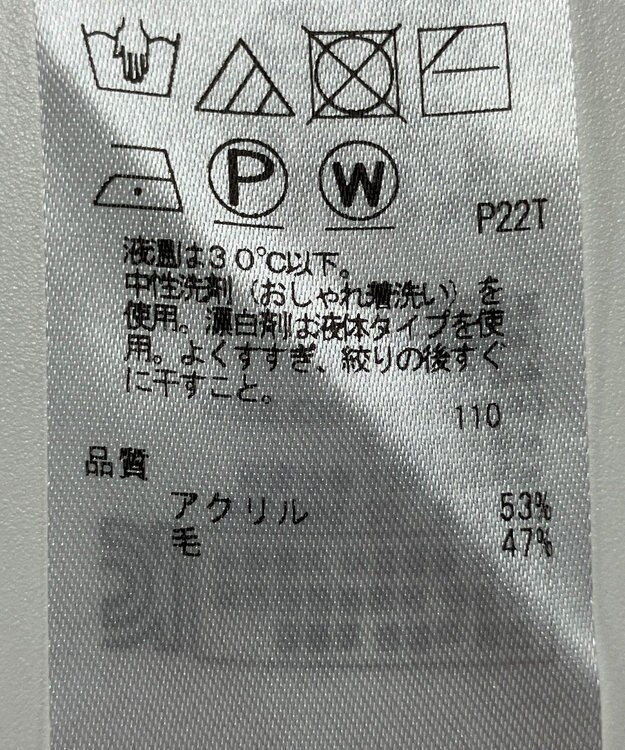 P W
P22T
液温は30℃以下。
中性洗剤（おしゃれ着洗い）を
使用。漂白剤は液体タイプを使
用。よくすすぎ、絞りの後すぐ
に干すこと。
110
品質
アクリル 53%
毛 47%